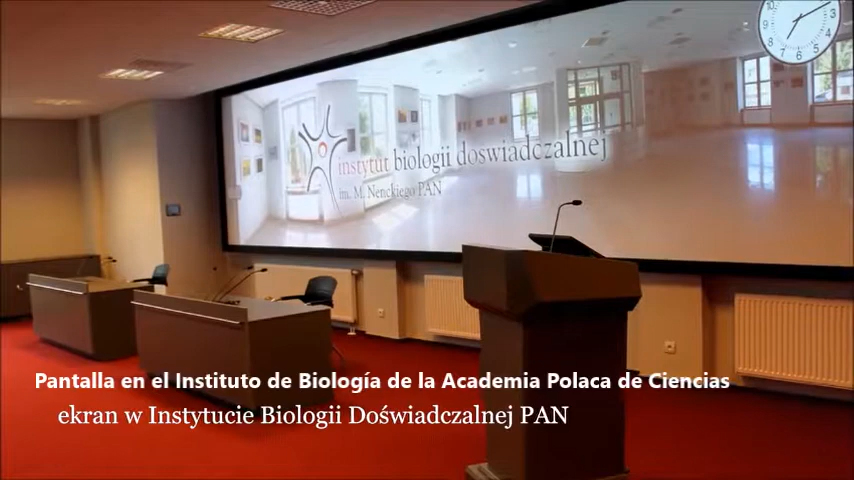 instytut biologii doswiadczalnej
im. M. Nenckiego PAN
Pantalla en el Instituto de Biología de la Academia Polaca de Ciencias
ekran w Instytucie Biologii Doświadczalnej PAN